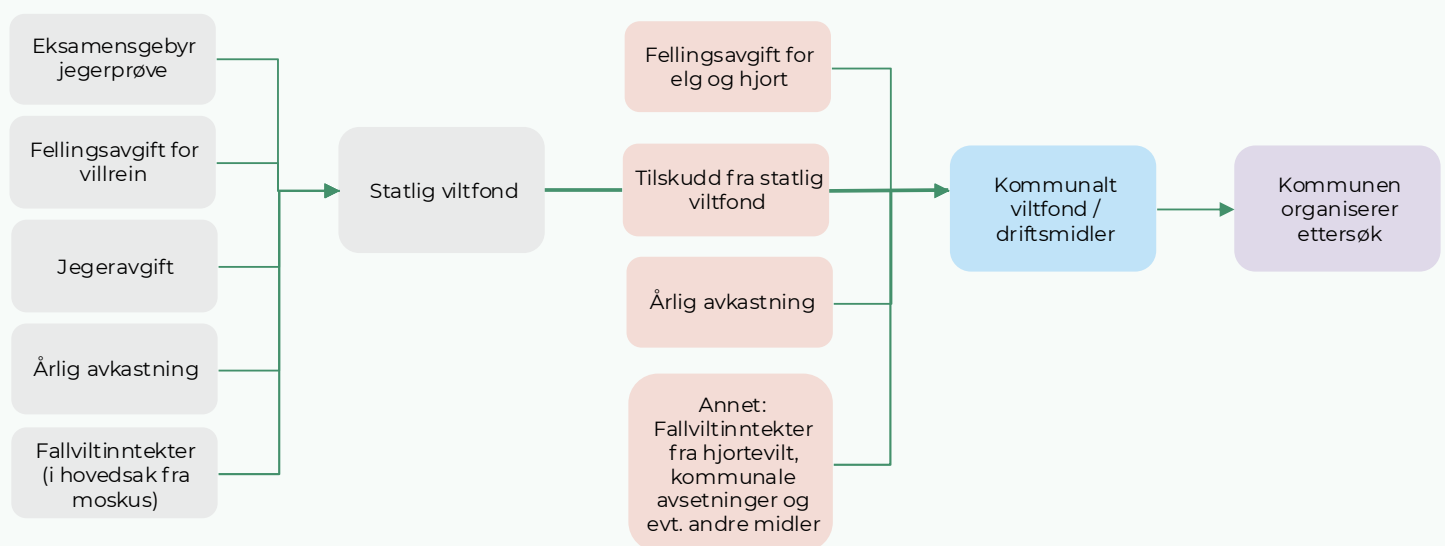 Eksamensgebyr
jegerprøve
Fellingsavgift for
villrein
Jegeravgift
Årlig avkastning
Fallviltinntekter
(i hovedsak fra
moskus)
Statlig viltfond
Fellingsavgift for
elg og hjort
Tilskudd fra statlig
viltfond
Årlig avkastning
Annet:
Fallviltinntekter
fra hjortevilt,
kommunale
avsetninger og
evt. andre midler
Kommunalt
viltfond /
driftsmidler
Kommunen
organiserer
ettersøk